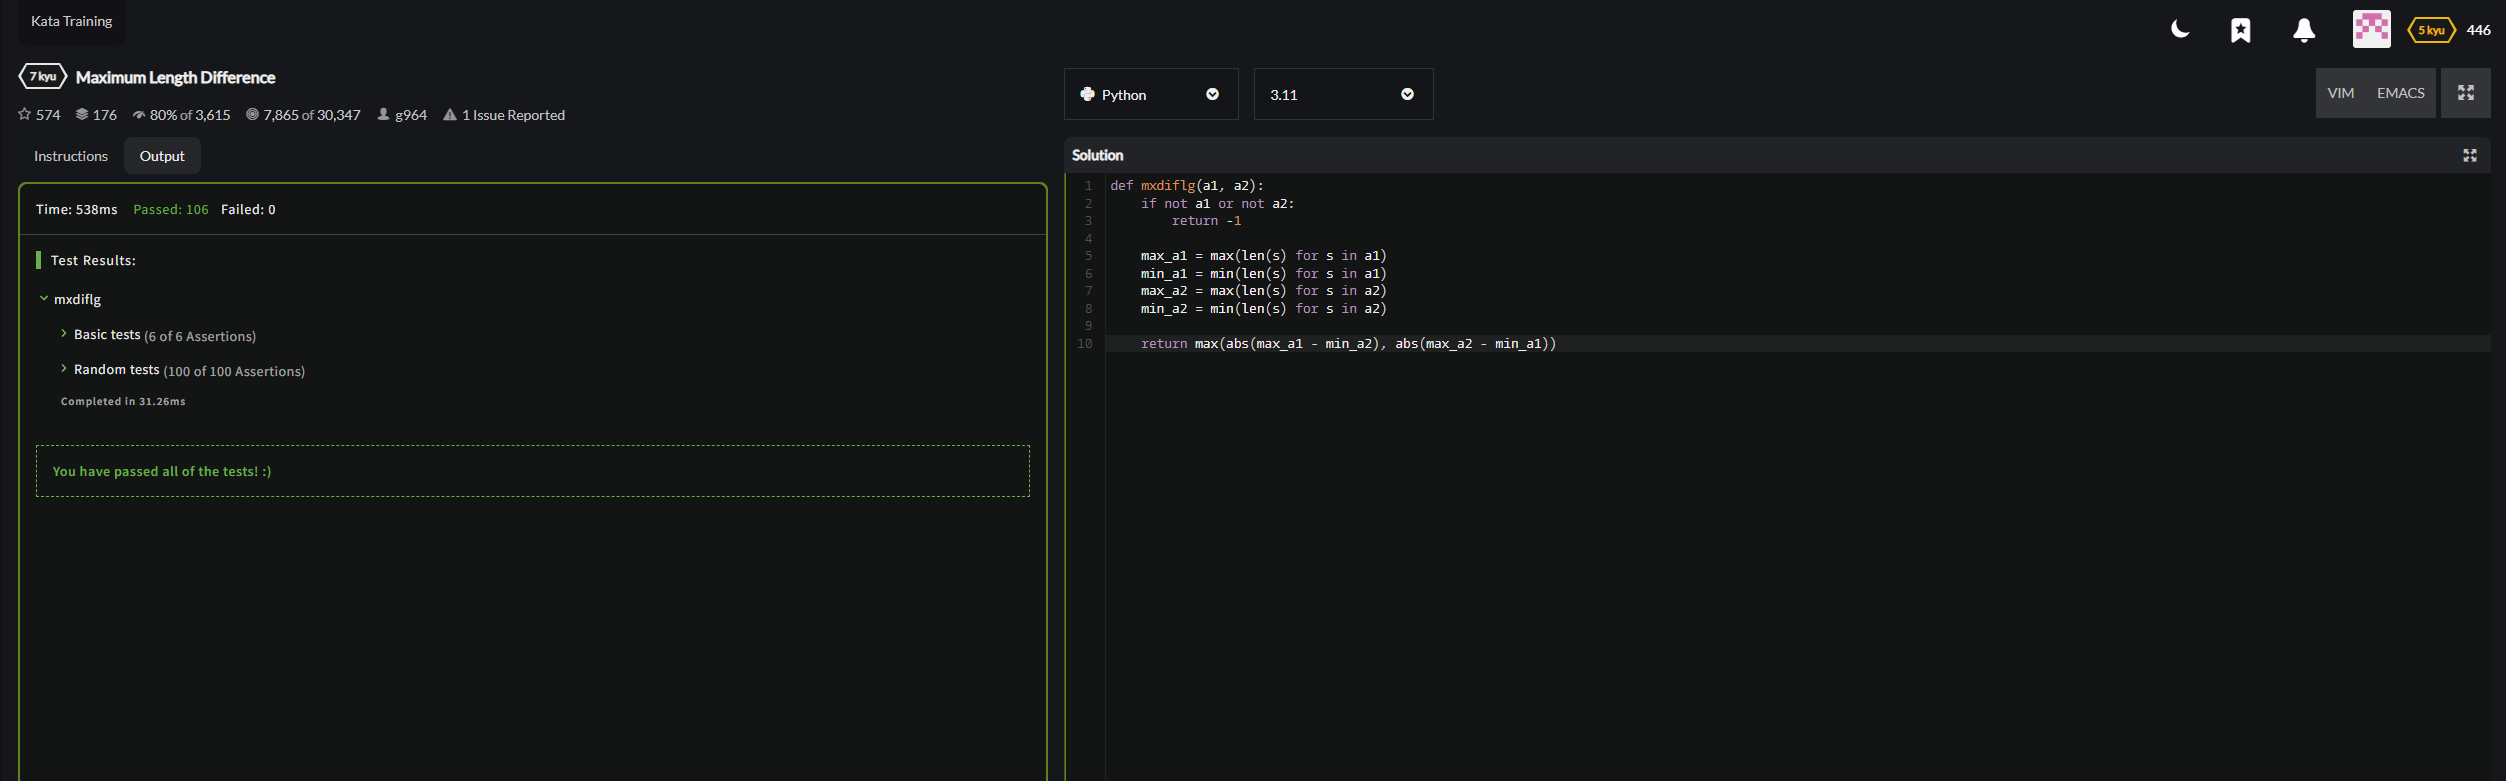 Kata Training
5 kyu 446
7 kyu Maximum Length Difference
574 176 80% of 3,615 7,865 of 30,347 g964 1 Issue Reported
Instructions Output
Time: 538ms Passed: 106 Failed: 0
Test Results:
mxdiflg
Basic tests (6 of 6 Assertions)
Random tests (100 of 100 Assertions)
Completed in 31.26ms
You have passed all of the tests! :)
Python 3.11 VIM EMACS
Solution
1 def mxdiflg(a1, a2):
2     if not a1 or not a2:
3         return -1
4
5     max_a1 = max(len(s) for s in a1)
6     min_a1 = min(len(s) for s in a1)
7     max_a2 = max(len(s) for s in a2)
8     min_a2 = min(len(s) for s in a2)
9
10     return max(abs(max_a1 - min_a2), abs(max_a2 - min_a1))